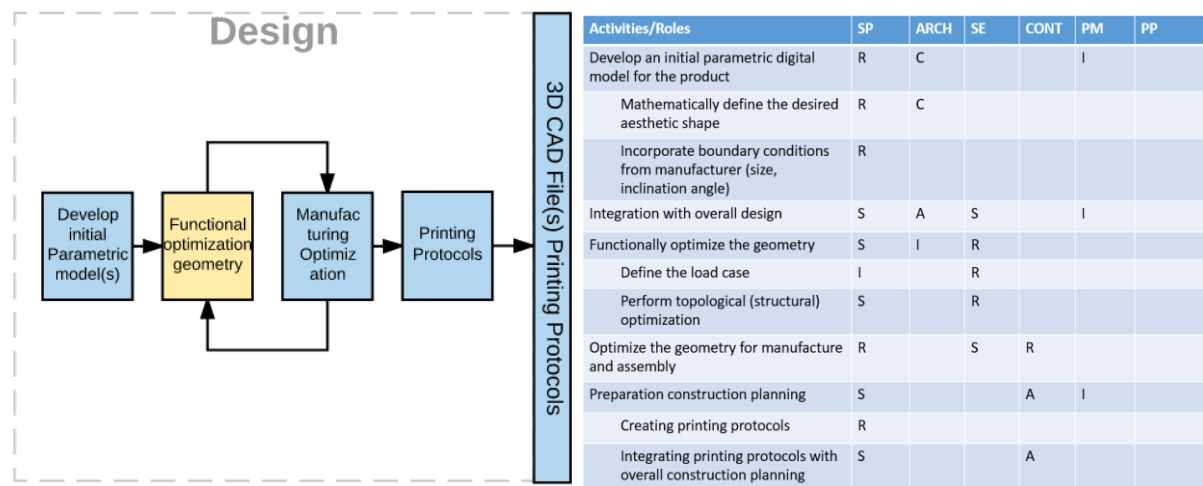 Design
Develop
initial
Parametric
model(s)
Functional
optimization
geometry
Manufac
turing
Optimiz
ation
Printing
Protocols
3D CAD File(s) Printing Protocols
Activities/Roles SP ARCH SE CONT PM PP
Develop an initial parametric digital R C I
model for the product
Mathematically define the desired R C
aesthetic shape
Incorporate boundary conditions R
from manufacturer (size,
inclination angle)
Integration with overall design S A S I
Functionally optimize the geometry S I R
Define the load case I R
Perform topological (structural) S R
optimization
Optimize the geometry for manufacture R S R
and assembly
Preparation construction planning S A I
Creating printing protocols R
Integrating printing protocols with S A
overall construction planning